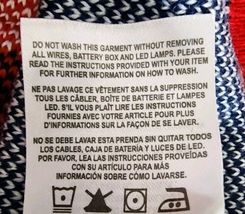 DO NOT WASH THIS GARMENT WITHOUT REMOVING
ALL WIRES, BATTERY BOX AND LED LAMPS. PLEASE
READ THE INSTRUCTIONS PROVIDED WITH YOUR ITEM
FOR FURTHER INFORMATION ON HOW TO WASH.
NE PAS LAVAGE CE VÊTEMENT SANS LA SUPPRESSION
TOUS LES CÂBLER, BOÎTE DE BATTERIE ET LAMPES
LED. S'IL VOUS PLAÎT LIRE LES INSTRUCTIONS
FOURNIES AVEC VOTRE ARTICLE POUR PLUS
D'INFORMATIONS SUR LA FAÇON DE SE LAVER.
NO SE DEBE LAVAR ESTA PRENDA SIN QUITAR TODOS
LOS CABLES, CAJA DE BATERIA Y LUCES DE LED.
POR FAVOR, LEA LAS INSTRUCCIONES PROVEÍDAS
CON SU ARTÍCULO PARA MÁS
INFORMACIÓN SOBRE CÓMO LAVARSE.